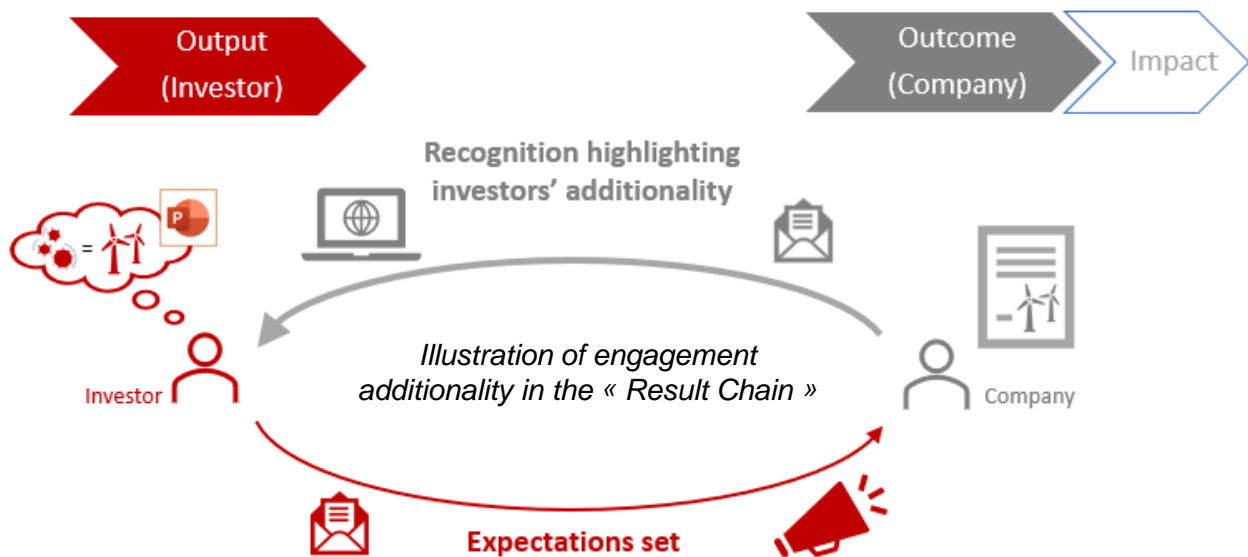 Output
(Investor)
Outcome
(Company)
Impact
Recognition highlighting
investors’ additionality
P
=
Illustration of engagement
additionality in the « Result Chain »
Investor
Company
Expectations set